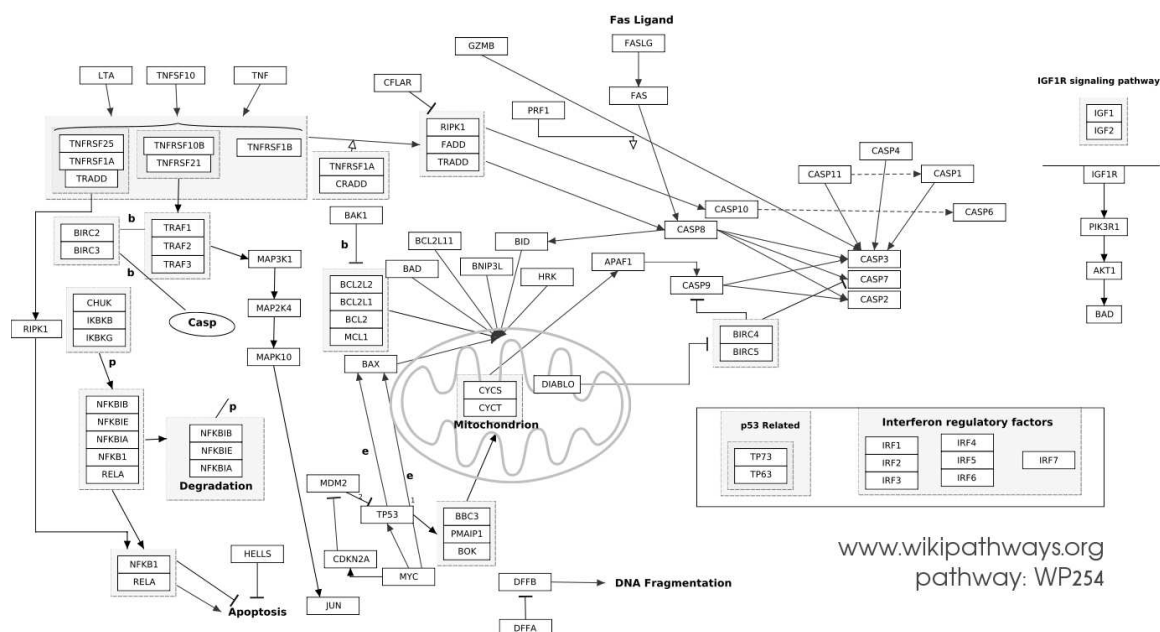 Fas Ligand
GZMB
FASLG
LTA
TNFSF10
TNF
CFLAR
FAS
IGF1R signaling pathway
PRF1
IGF1
IGF2
TNFRSF25
TNFRSF1A
TRADD
TNFRSF10B
TNFRSF21
TNFRSF1B
RIPK1
FADD
TRADD
TNFRSF1A
CRADD
CASP4
CASP11
CASP1
IGF1R
BIRC2
BIRC3
b
b
TRAF1
TRAF2
TRAF3
BAK1
b
CASP10
CASP6
CASP8
PIK3R1
BCL2L11
BID
BAD
BNIP3L
HRK
APAF1
CASP9
CASP3
CASP7
CASP2
AKT1
BAD
MAP3K1
MAP2K4
MAPK10
BCL2L2
BCL2L1
BCL2
MCL1
CHUK
IKBKB
IKBKG
Casp
RIPK1
BIRC4
BIRC5
BAX
CYCS
CYCT
DIABLO
Mitochondrion
p
p
NFKBIB
NFKBIE
NFKBIA
NFKB1
RELA
NFKBIB
NFKBIE
NFKBIA
Degradation
p53 Related
TP73
TP63
Interferon regulatory factors
IRF1
IRF2
IRF3
IRF4
IRF5
IRF6
IRF7
e
e
MDM2
2
1
TP53
BBC3
PMAIP1
BOK
CDKN2A
MYC
HELLS
NFKB1
RELA
Apoptosis
JUN
DFFB
DNA Fragmentation
DFFA
www.wikipathways.org
pathway: WP254